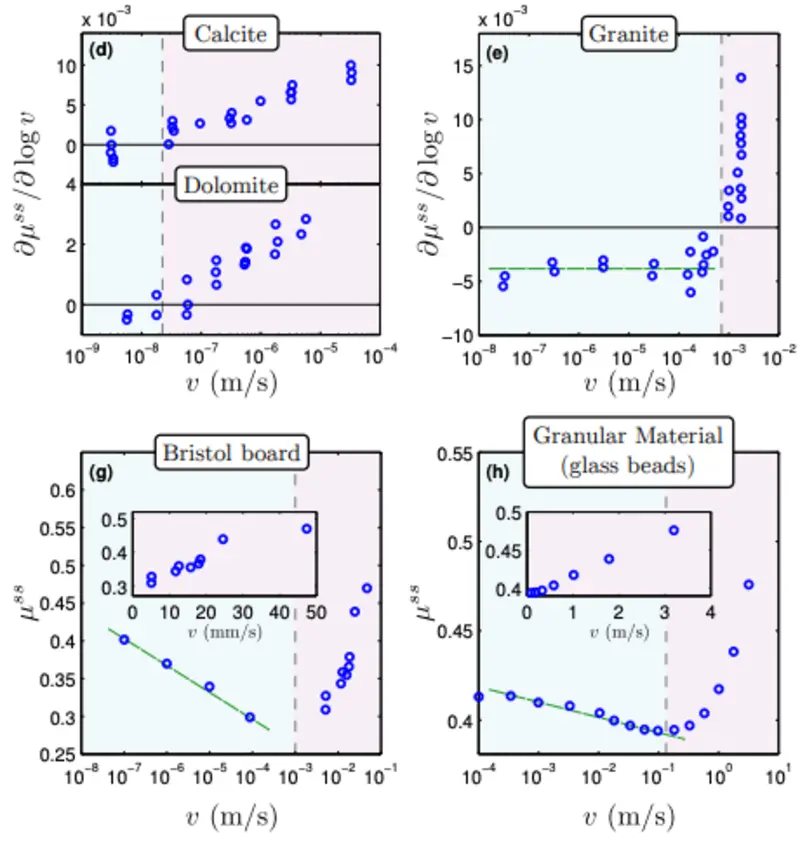 x 10⁻³
(d)
Calcite
10
5
0
∂μˢˢ/∂ log v
Dolomite
4
2
0
10⁻⁹ 10⁻⁸ 10⁻⁷ 10⁻⁶ 10⁻⁵ 10⁻⁴
v (m/s)
x 10⁻³
(e)
Granite
15
10
5
0
−5
−10
∂μˢˢ/∂ log v
10⁻⁸ 10⁻⁷ 10⁻⁶ 10⁻⁵ 10⁻⁴ 10⁻³ 10⁻²
v (m/s)
(g)
Bristol board
0.6
0.55
0.5
0.45
0.4
0.35
0.3
0.25
μˢˢ
0.5
0.4
0.3
0 10 20 30 40 50
v (mm/s)
10⁻⁸ 10⁻⁷ 10⁻⁶ 10⁻⁵ 10⁻⁴ 10⁻³ 10⁻² 10⁻¹
v (m/s)
(h)
Granular Material
(glass beads)
0.55
0.5
0.45
0.4
μˢˢ
0.5
0.45
0.4
0 1 2 3 4
v (m/s)
10⁻⁴ 10⁻³ 10⁻² 10⁻¹ 10⁰ 10¹
v (m/s)